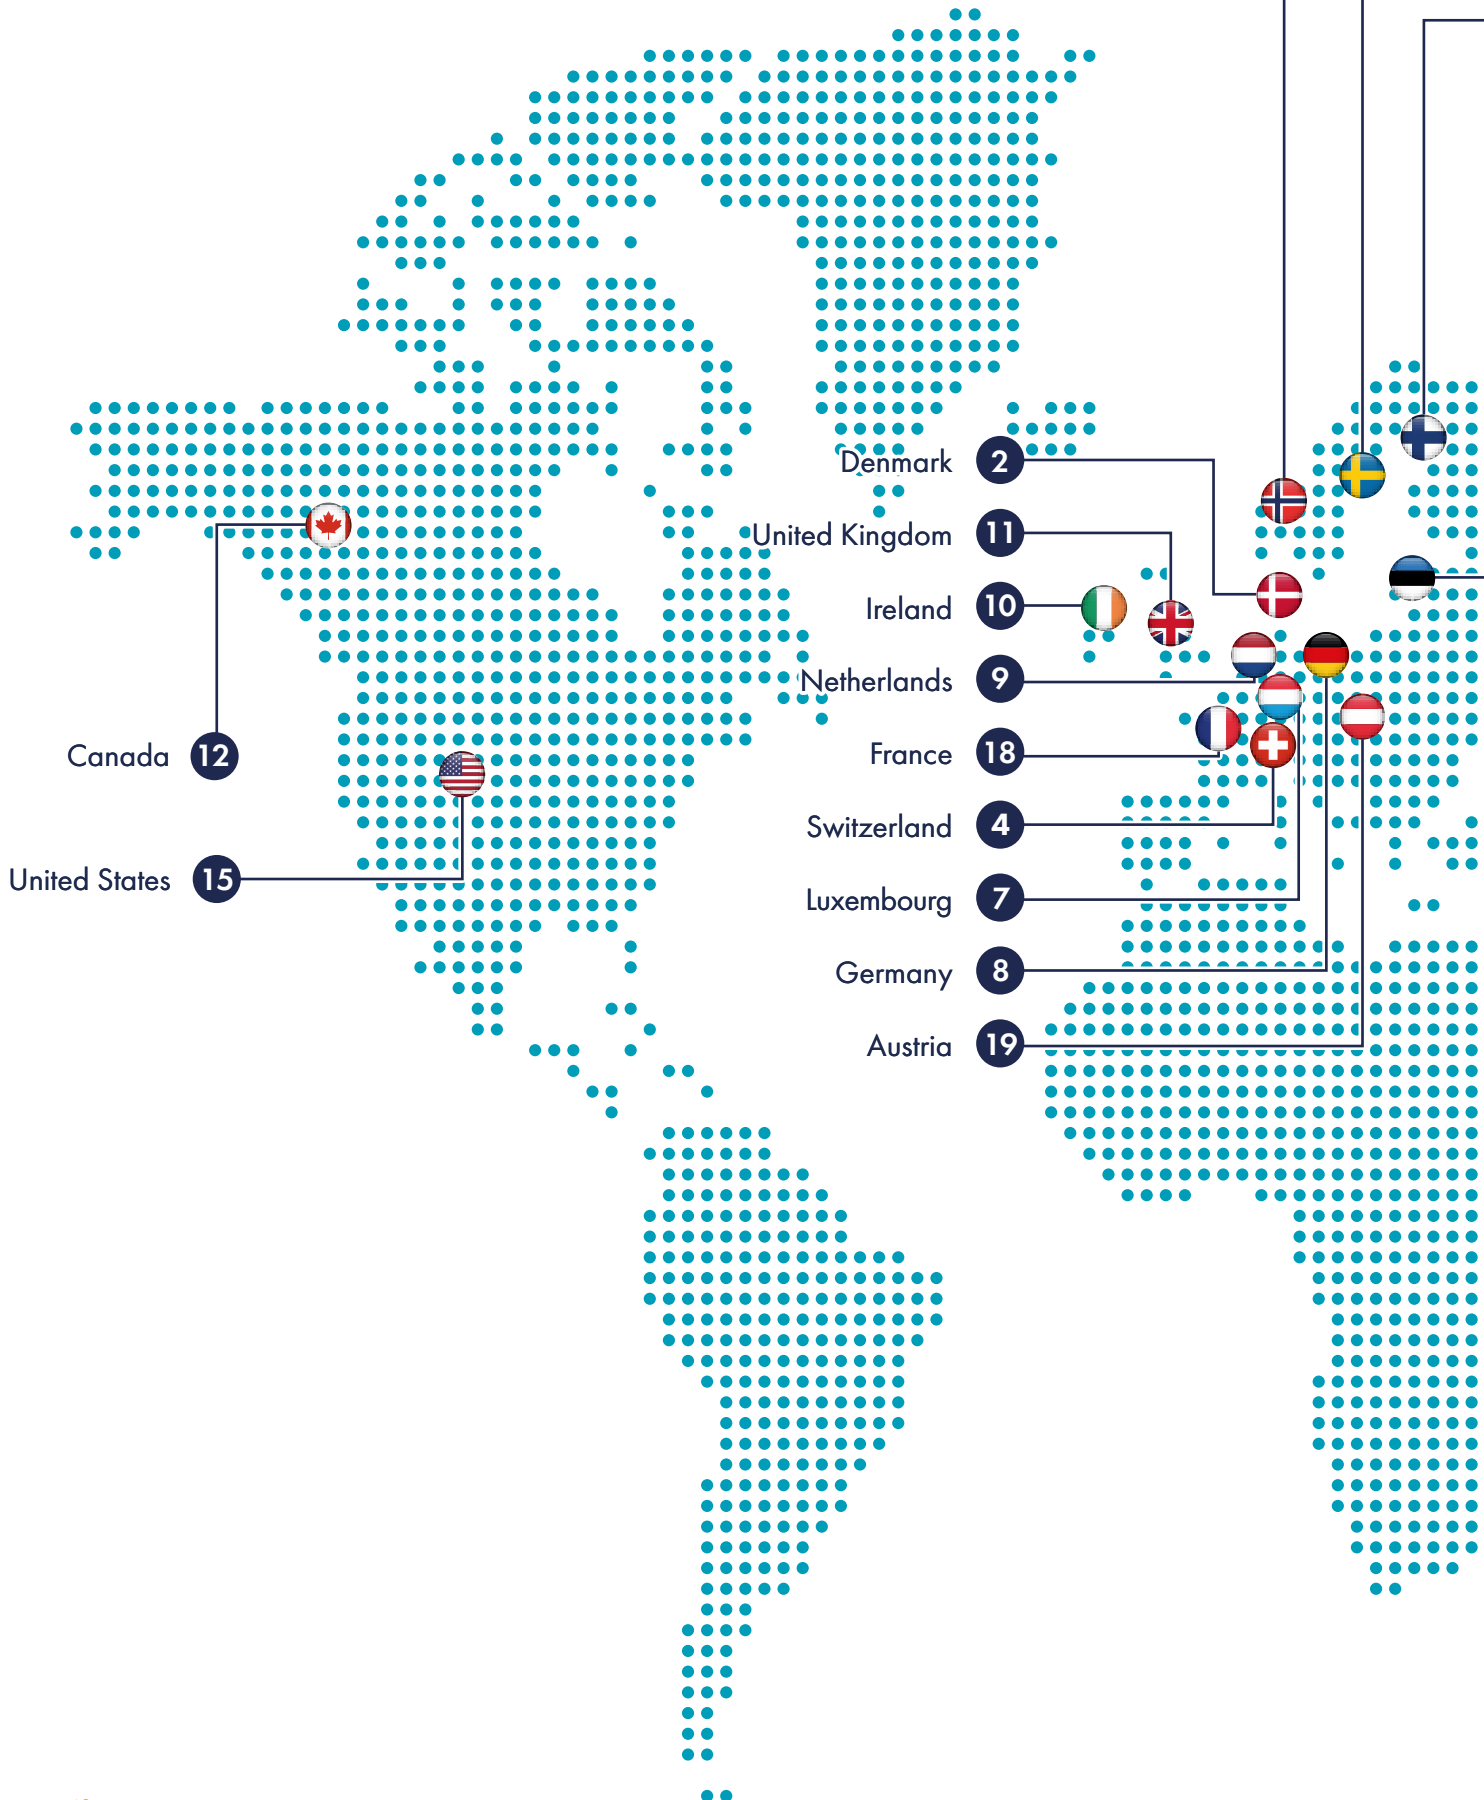 Denmark 2
United Kingdom 11
Ireland 10
Netherlands 9
France 18
Canada 12
Switzerland 4
United States 15
Luxembourg 7
Germany 8
Austria 19